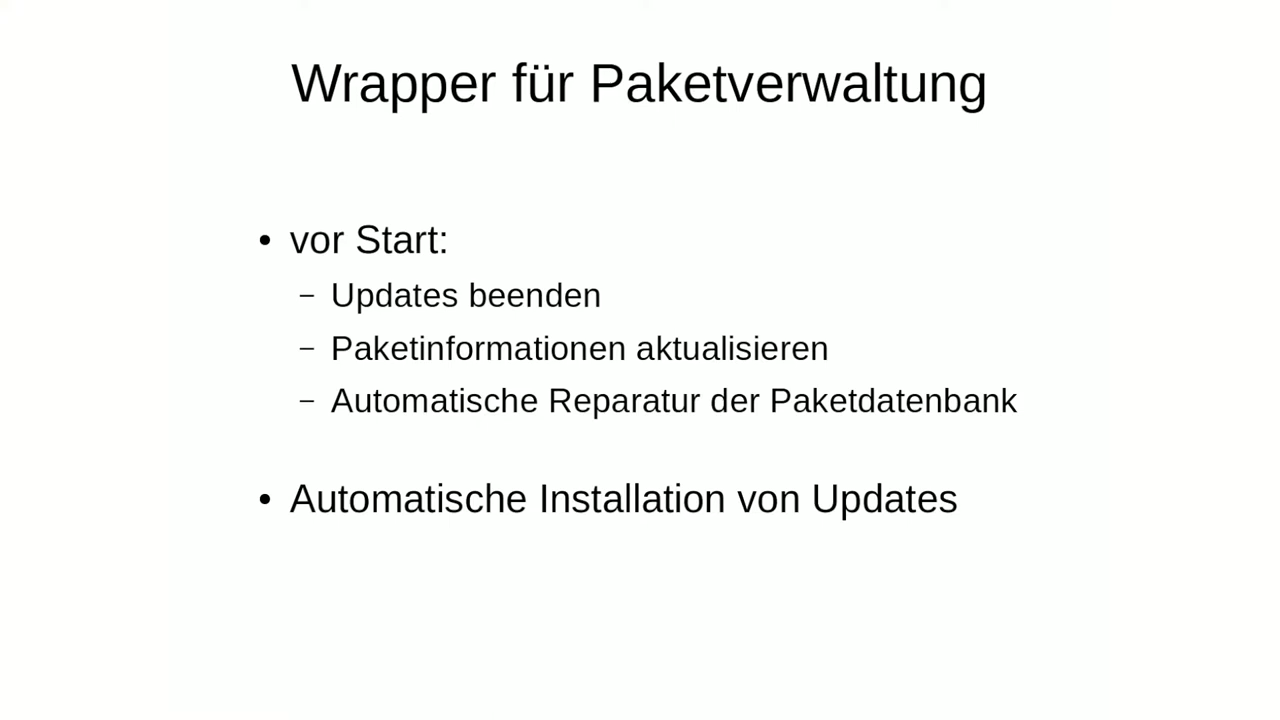 Wrapper für Paketverwaltung
• vor Start:
– Updates beenden
– Paketinformationen aktualisieren
– Automatische Reparatur der Paketdatenbank
• Automatische Installation von Updates